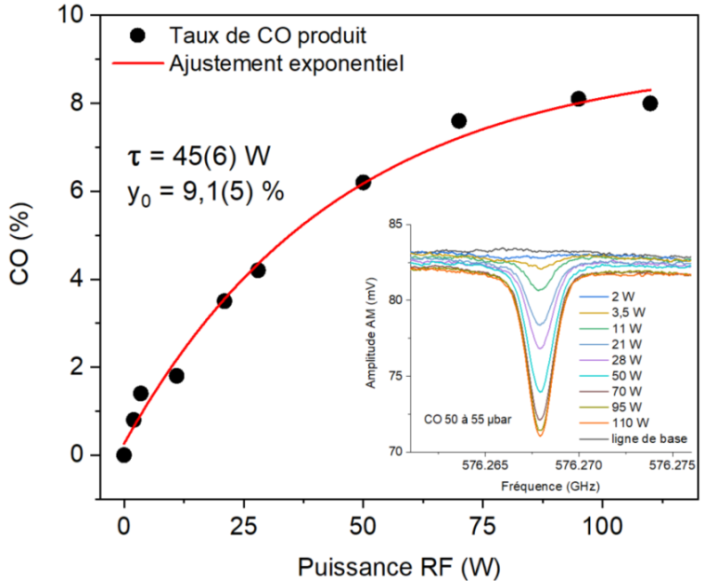 Taux de CO produit
Ajustement exponentiel
τ = 45(6) W
y0 = 9,1(5) %
CO (%)
10
8
6
4
2
0
0 25 50 75 100
Puissance RF (W)
85
80
75
70
Amplitude AM (mV)
2 W
3,5 W
11 W
21 W
28 W
50 W
70 W
95 W
110 W
ligne de base
CO 50 à 55 µbar
576.265 576.270 576.275
Fréquence (GHz)